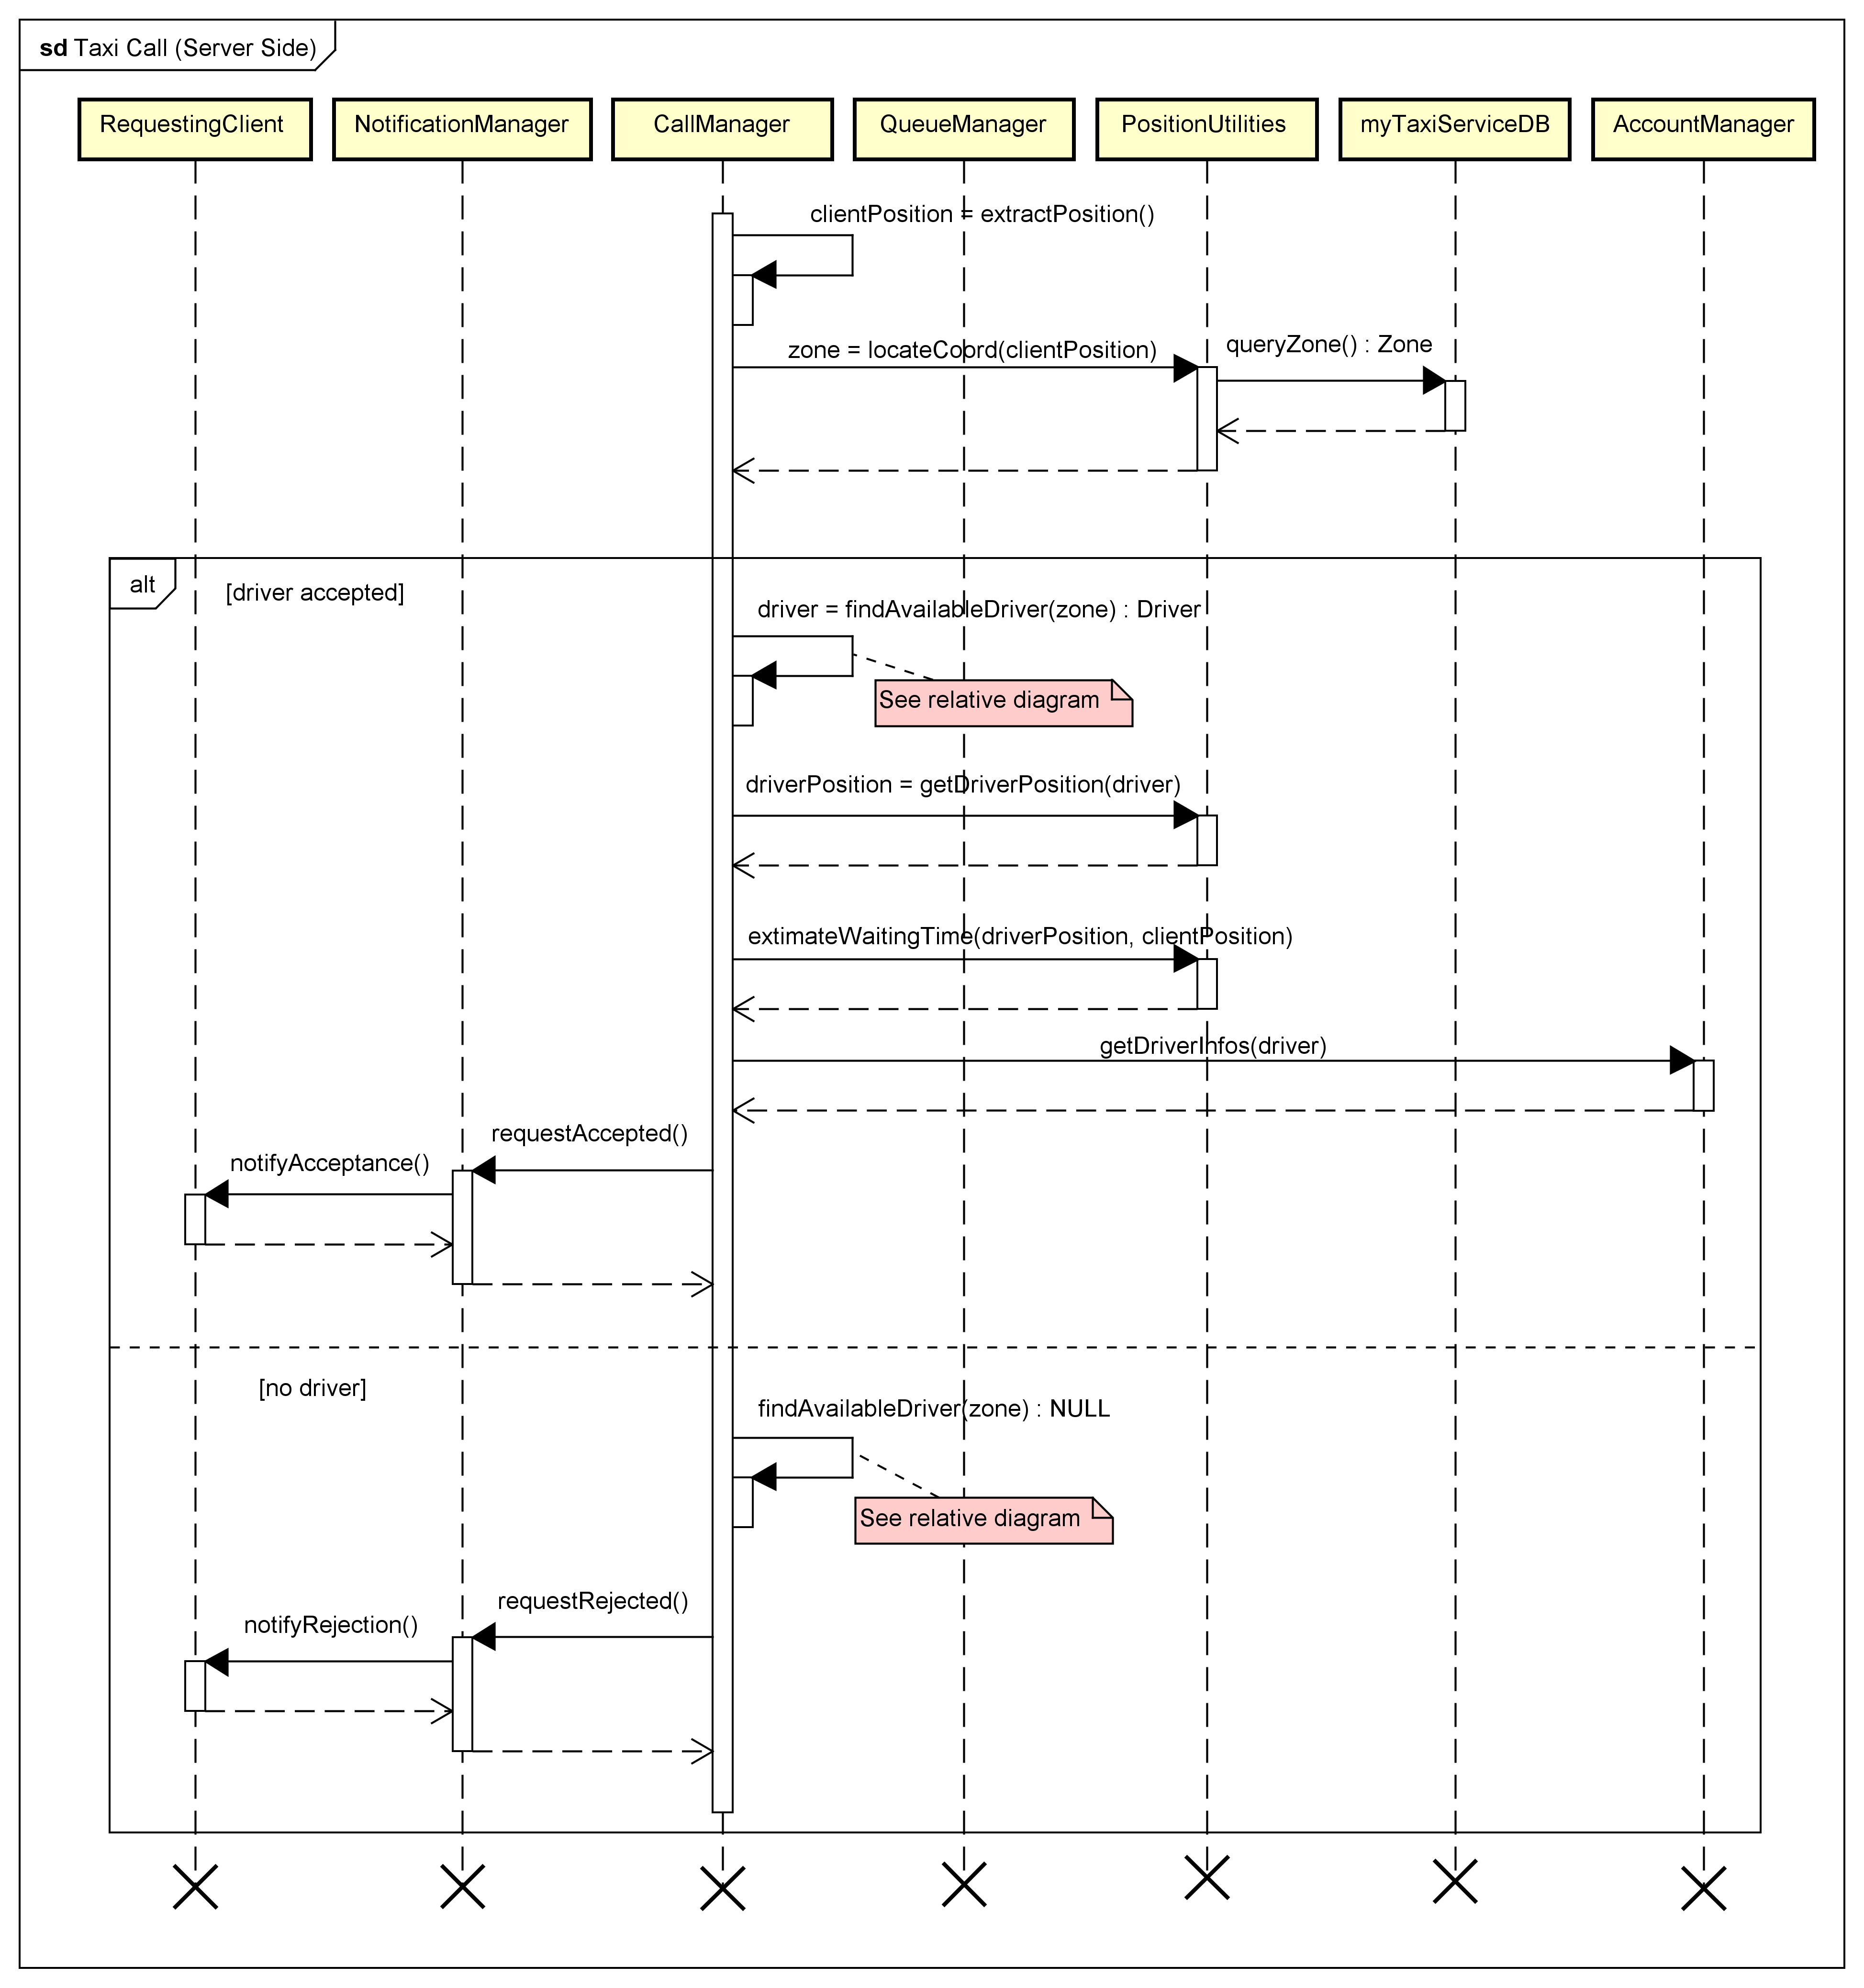 sd Taxi Call (Server Side)
RequestingClient
NotificationManager
CallManager
QueueManager
PositionUtilities
myTaxiServiceDB
AccountManager
clientPosition = extractPosition()
zone = locateCoord(clientPosition)
queryZone() : Zone
alt
[driver accepted]
driver = findAvailableDriver(zone) : Driver
See relative diagram
driverPosition = getDriverPosition(driver)
extimateWaitingTime(driverPosition, clientPosition)
getDriverInfos(driver)
requestAccepted()
notifyAcceptance()
[no driver]
findAvailableDriver(zone) : NULL
See relative diagram
requestRejected()
notifyRejection()